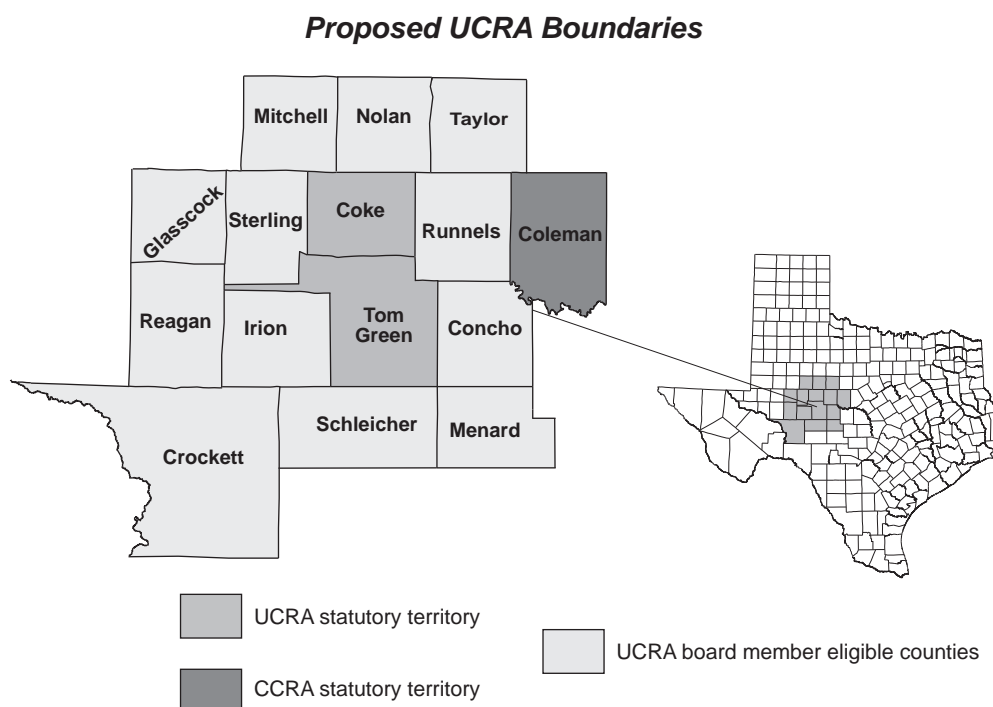 Proposed UCRA Boundaries
Mitchell
Nolan
Taylor
Glasscock
Sterling
Coke
Runnels
Coleman
Reagan
Irion
Tom
Green
Concho
Crockett
Schleicher
Menard
UCRA statutory territory
UCRA board member eligible counties
CCRA statutory territory